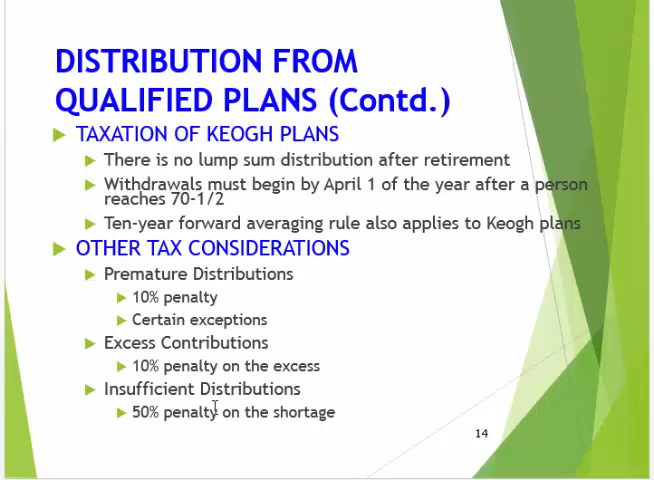 DISTRIBUTION FROM
QUALIFIED PLANS (Contd.)
TAXATION OF KEOGH PLANS
There is no lump sum distribution after retirement
Withdrawals must begin by April 1 of the year after a person
reaches 70-1/2
Ten-year forward averaging rule also applies to Keogh plans
OTHER TAX CONSIDERATIONS
Premature Distributions
10% penalty
Certain exceptions
Excess Contributions
10% penalty on the excess
Insufficient Distributions
50% penalty on the shortage
14